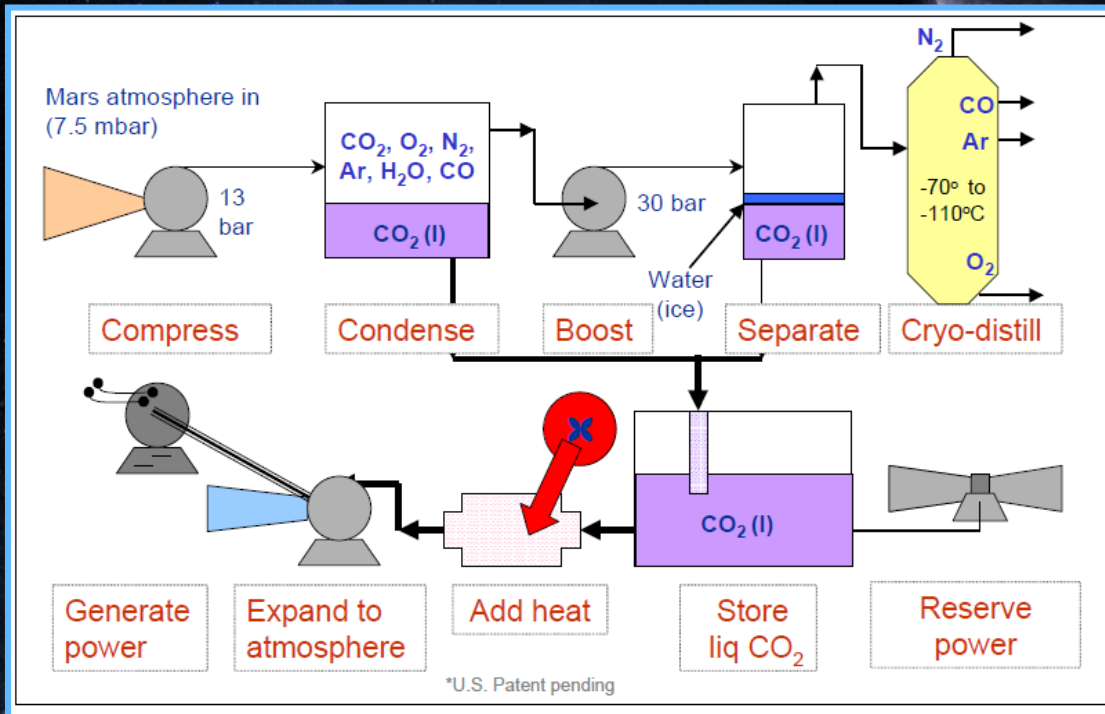 Mars atmosphere in
(7.5 mbar)
13
bar
CO₂, O₂, N₂,
Ar, H₂O, CO
CO₂ (l)
30 bar
CO₂ (l)
Water
(ice)
N₂
CO
Ar
-70° to
-110°C
O₂
Compress
Condense
Boost
Separate
Cryo-distill
CO₂ (l)
Generate
power
Expand to
atmosphere
Add heat
Store
liq CO₂
Reserve
power
*U.S. Patent pending